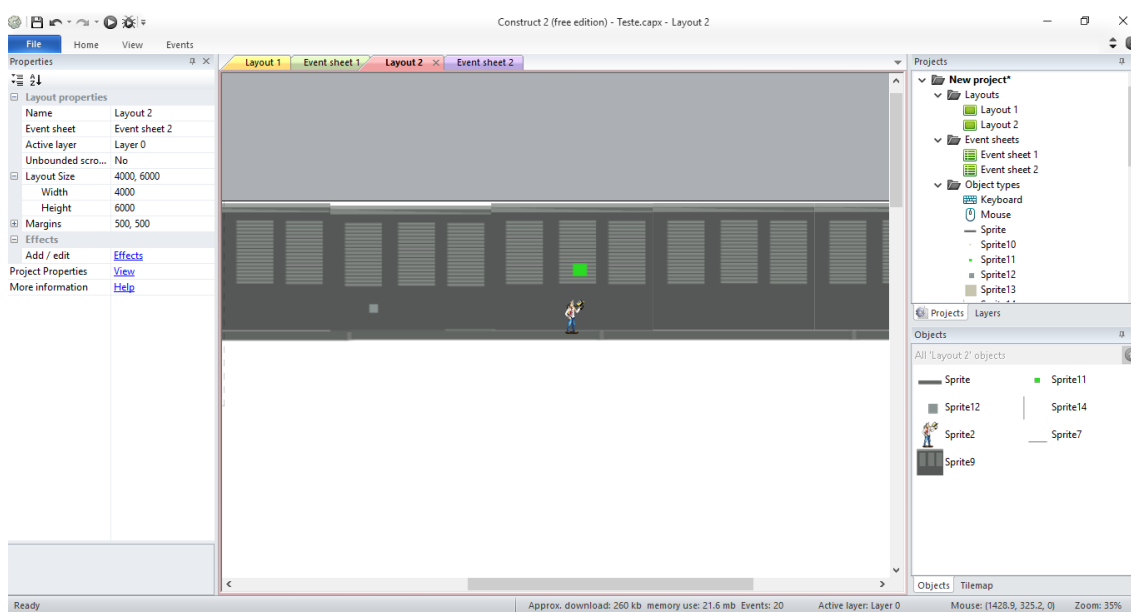 Construct 2 (free edition) - Teste.capx - Layout 2
File Home View Events
Properties
Layout properties
Name Layout 2
Event sheet Event sheet 2
Active layer Layer 0
Unbounded scro... No
Layout Size 4000, 6000
Width 4000
Height 6000
Margins 500, 500
Effects
Add / edit Effects
Project Properties View
More information Help
Layout 1 Event sheet 1 Layout 2 Event sheet 2
Projects
New project*
Layouts
Layout 1
Layout 2
Event sheets
Event sheet 1
Event sheet 2
Object types
Keyboard
Mouse
Sprite
Sprite10
Sprite11
Sprite12
Sprite13
Projects Layers
Objects
All 'Layout 2' objects
Sprite Sprite11
Sprite12 Sprite14
Sprite2 Sprite7
Sprite9
Objects Tilemap
Ready Approx. download: 260 kb memory use: 21.6 mb Events: 20 Active layer: Layer 0 Mouse: (1428.9, 325.2, 0) Zoom: 35%